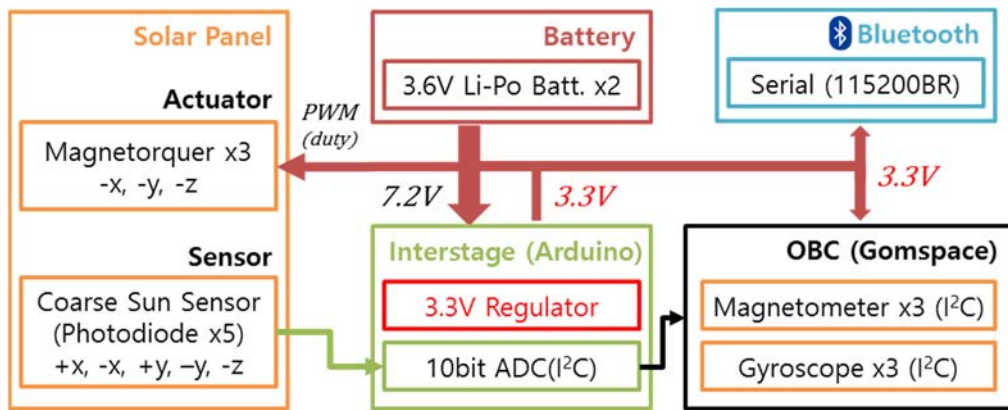 Solar Panel
Actuator
Magnetorquer x3
-x, -y, -z
Sensor
Coarse Sun Sensor
(Photodiode x5)
+x, -x, +y, –y, -z
PWM
(duty)
Battery
3.6V Li-Po Batt. x2
7.2V
3.3V
Interstage (Arduino)
3.3V Regulator
10bit ADC(I²C)
Bluetooth
Serial (115200BR)
3.3V
OBC (Gomspace)
Magnetometer x3 (I²C)
Gyroscope x3 (I²C)